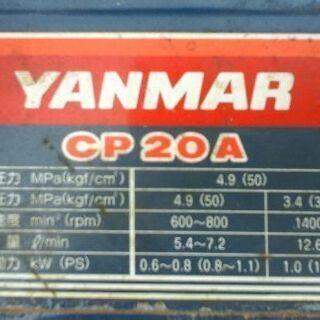 YANMAR
CP 20A
圧力 MPa(kgf/cm²) 4.9 (50)
圧力 MPa(kgf/cm²) 4.9 (50) 3.4
速度 min⁻¹ (rpm) 600～800 1400
量 ℓ/min 5.4～7.2 12.6
動力 kW (PS) 0.6～0.8 (0.8～1.1) 1.0